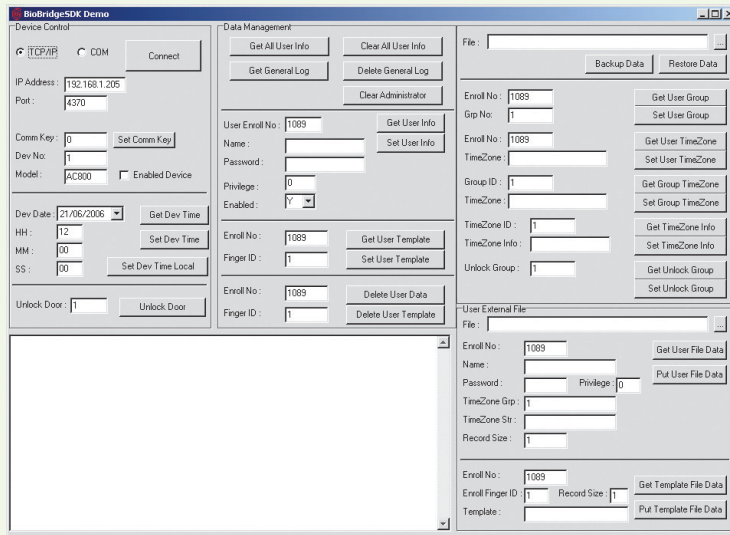 BioBridgeSDK Demo
Device Control
TCP/IP COM Connect
IP Address : 192.168.1.205
Port : 4370
Comm Key : 0 Set Comm Key
Dev No: 1
Model : AC800 Enabled Device
Dev Date : 21/06/2006 Get Dev Time
HH : 12
Set Dev Time
MM : 00
SS : 00 Set Dev Time Local
Unlock Door : 1 Unlock Door
Data Management
Get All User Info Clear All User Info
Get General Log Delete General Log
Clear Administrator
User Enroll No : 1089 Get User Info
Name : Set User Info
Password :
Privilege : 0
Enabled : Y
Enroll No : 1089 Get User Template
Finger ID : 1 Set User Template
Enroll No : 1089 Delete User Data
Finger ID : 1 Delete User Template
File : ...
Backup Data Restore Data
Enroll No : 1089 Get User Group
Grp No: 1 Set User Group
Enroll No : 1089 Get User TimeZone
TimeZone : Set User TimeZone
Group ID : 1 Get Group TimeZone
TimeZone : Set Group TimeZone
TimeZone ID : 1 Get TimeZone Info
TimeZone Info : Set TimeZone Info
Unlock Group : 1 Get Unlock Group
Set Unlock Group
User External File
File : ...
Enroll No : 1089 Get User File Data
Name :
Put User File Data
Password : Privilege : 0
TimeZone Grp : 1
TimeZone Str :
Record Size : 1
Enroll No : 1089
Get Template File Data
Enroll Finger ID : 1 Record Size : 1
Template : Put Template File Data